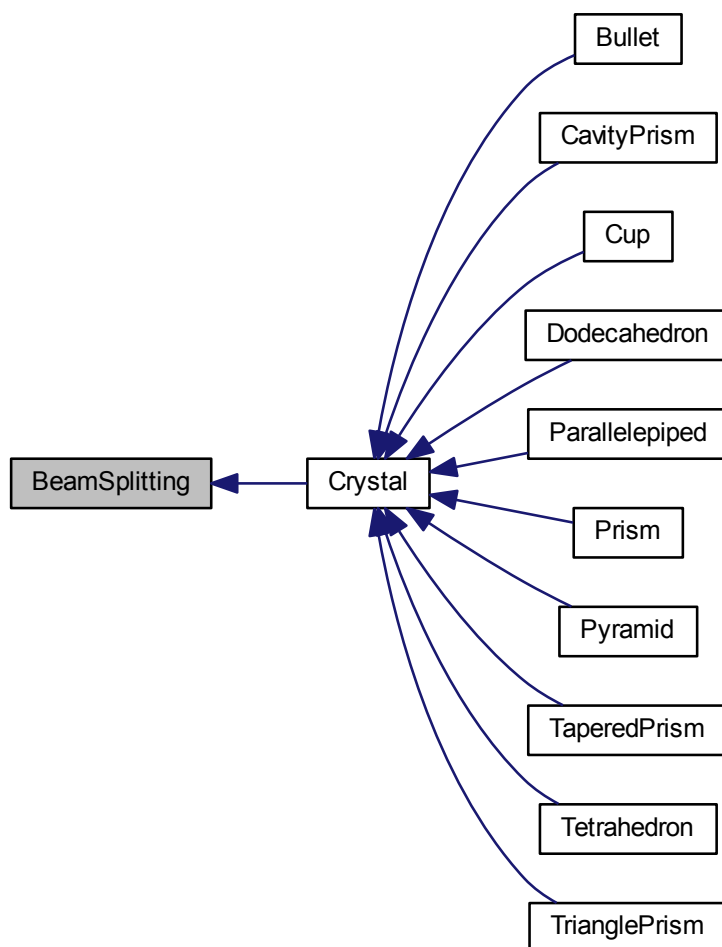 Bullet
CavityPrism
Cup
Dodecahedron
Parallelepiped
BeamSplitting
Crystal
Prism
Pyramid
TaperedPrism
Tetrahedron
TrianglePrism